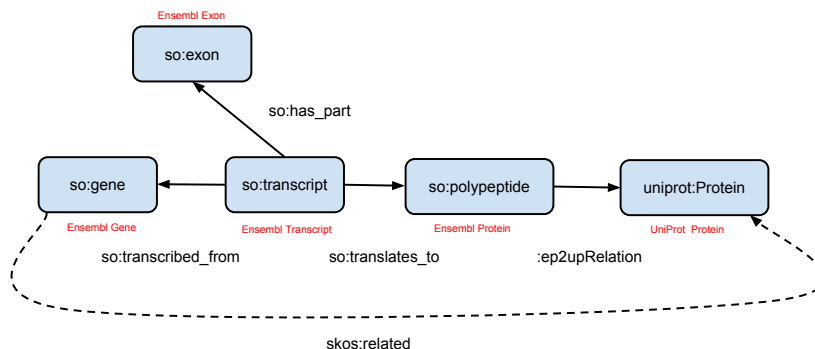 Ensembl Exon
so:exon
so:has_part
so:gene
so:transcript
so:polypeptide
uniprot:Protein
Ensembl Gene
Ensembl Transcript
Ensembl Protein
UniProt Protein
so:transcribed_from
so:translates_to
:ep2upRelation
skos:related